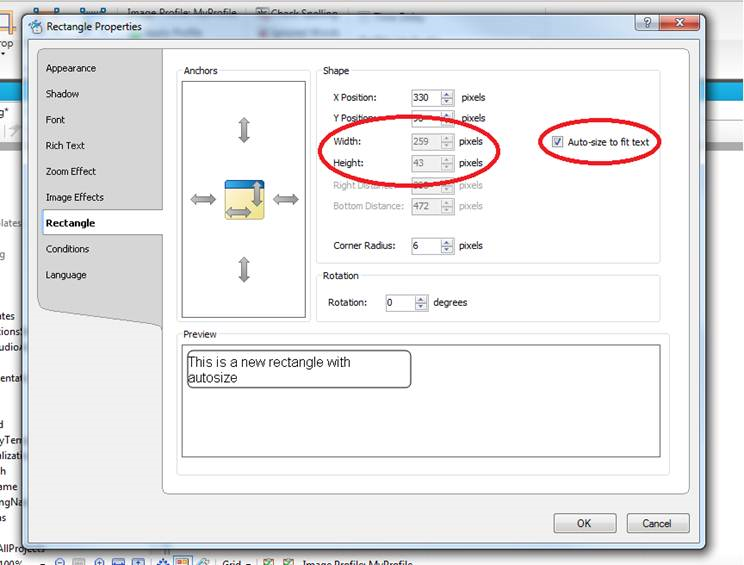 Image Profile: MyProfile
Check Spelling
Rectangle Properties
Appearance
Shadow
Font
Rich Text
Zoom Effect
Image Effects
Rectangle
Conditions
Language
Anchors
Shape
X Position: 330 pixels
Y Position: pixels
Width: 259 pixels
Auto-size to fit text
Height: 43 pixels
Right Distance: pixels
Bottom Distance: 472 pixels
Corner Radius: 6 pixels
Rotation
Rotation: 0 degrees
Preview
This is a new rectangle with
autosize
OK
Cancel
AllProjects
100%
Grid
Image Profile: MyProfile